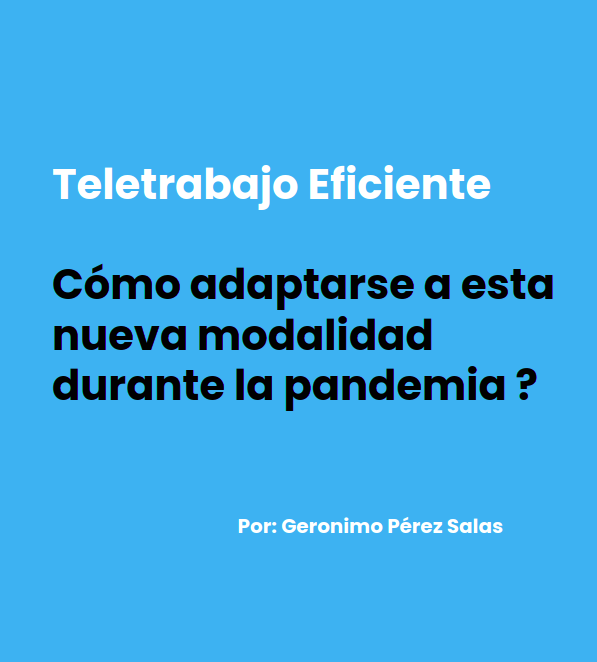 Teletrabajo Eficiente
Cómo adaptarse a esta
nueva modalidad
durante la pandemia ?
Por: Geronimo Pérez Salas